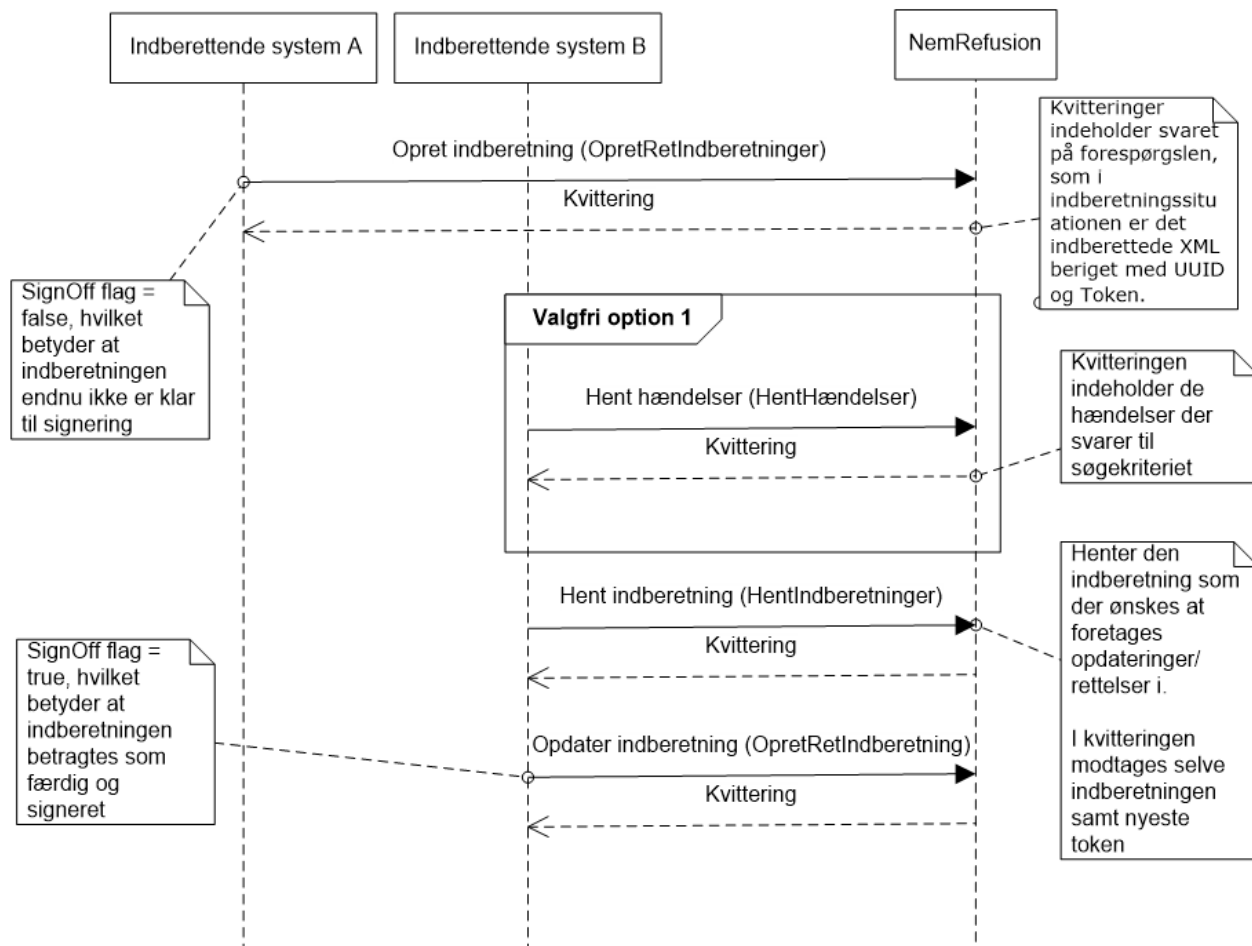 Indberettende system A
Indberettende system B
NemRefusion
Kvitteringer
indeholder svaret
på forespørgslen,
som i
indberetningssitu
ationen er det
indberettede XML
beriget med UUID
og Token.
Opret indberetning (OpretRetIndberetninger)
Kvittering
SignOff flag =
false, hvilket
betyder at
indberetningen
endnu ikke er klar
til signering
Valgfri option 1
Hent hændelser (HentHændelser)
Kvittering
Kvitteringen
indeholder de
hændelser der
svarer til
søgekriteriet
Hent indberetning (HentIndberetninger)
Kvittering
Henter den
indberetning som
der ønskes at
foretages
opdateringer/
rettelser i.
I kvitteringen
modtages selve
indberetningen
samt nyeste
token
SignOff flag =
true, hvilket
betyder at
indberetningen
betragtes som
færdig og
signeret
Opdater indberetning (OpretRetIndberetning)
Kvittering